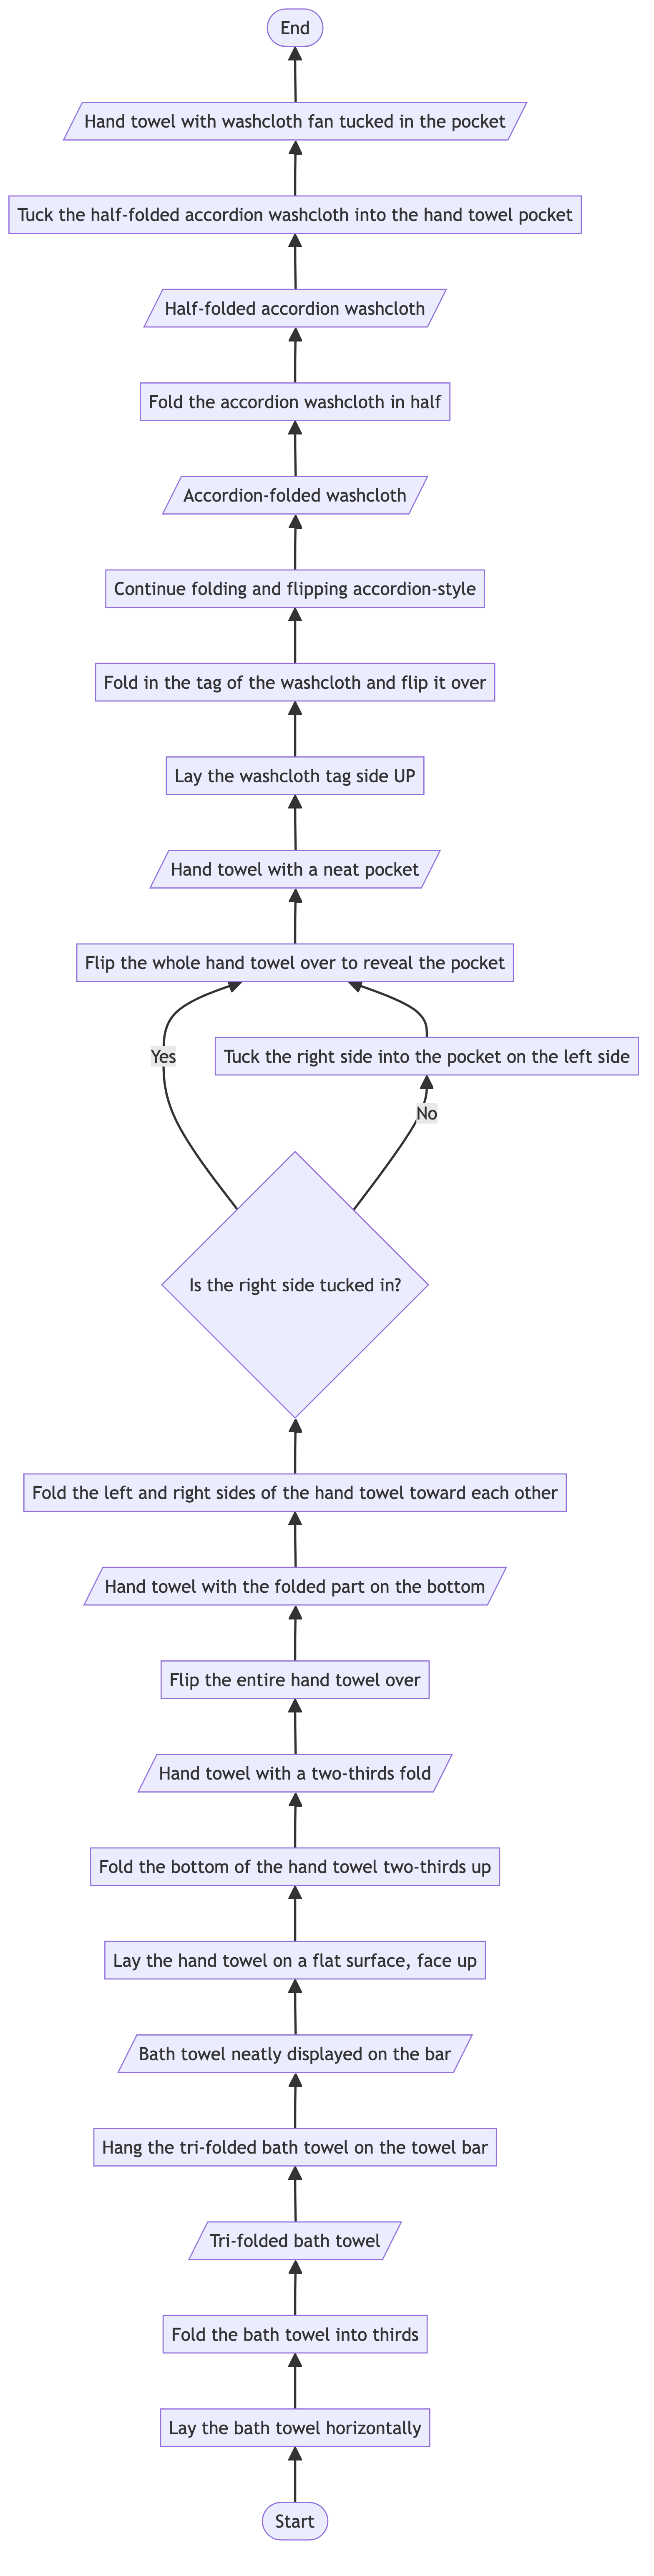 End
Hand towel with washcloth fan tucked in the pocket
Tuck the half-folded accordion washcloth into the hand towel pocket
Half-folded accordion washcloth
Fold the accordion washcloth in half
Accordion-folded washcloth
Continue folding and flipping accordion-style
Fold in the tag of the washcloth and flip it over
Lay the washcloth tag side UP
Hand towel with a neat pocket
Flip the whole hand towel over to reveal the pocket
Yes
Tuck the right side into the pocket on the left side
No
Is the right side tucked in?
Fold the left and right sides of the hand towel toward each other
Hand towel with the folded part on the bottom
Flip the entire hand towel over
Hand towel with a two-thirds fold
Fold the bottom of the hand towel two-thirds up
Lay the hand towel on a flat surface, face up
Bath towel neatly displayed on the bar
Hang the tri-folded bath towel on the towel bar
Tri-folded bath towel
Fold the bath towel into thirds
Lay the bath towel horizontally
Start